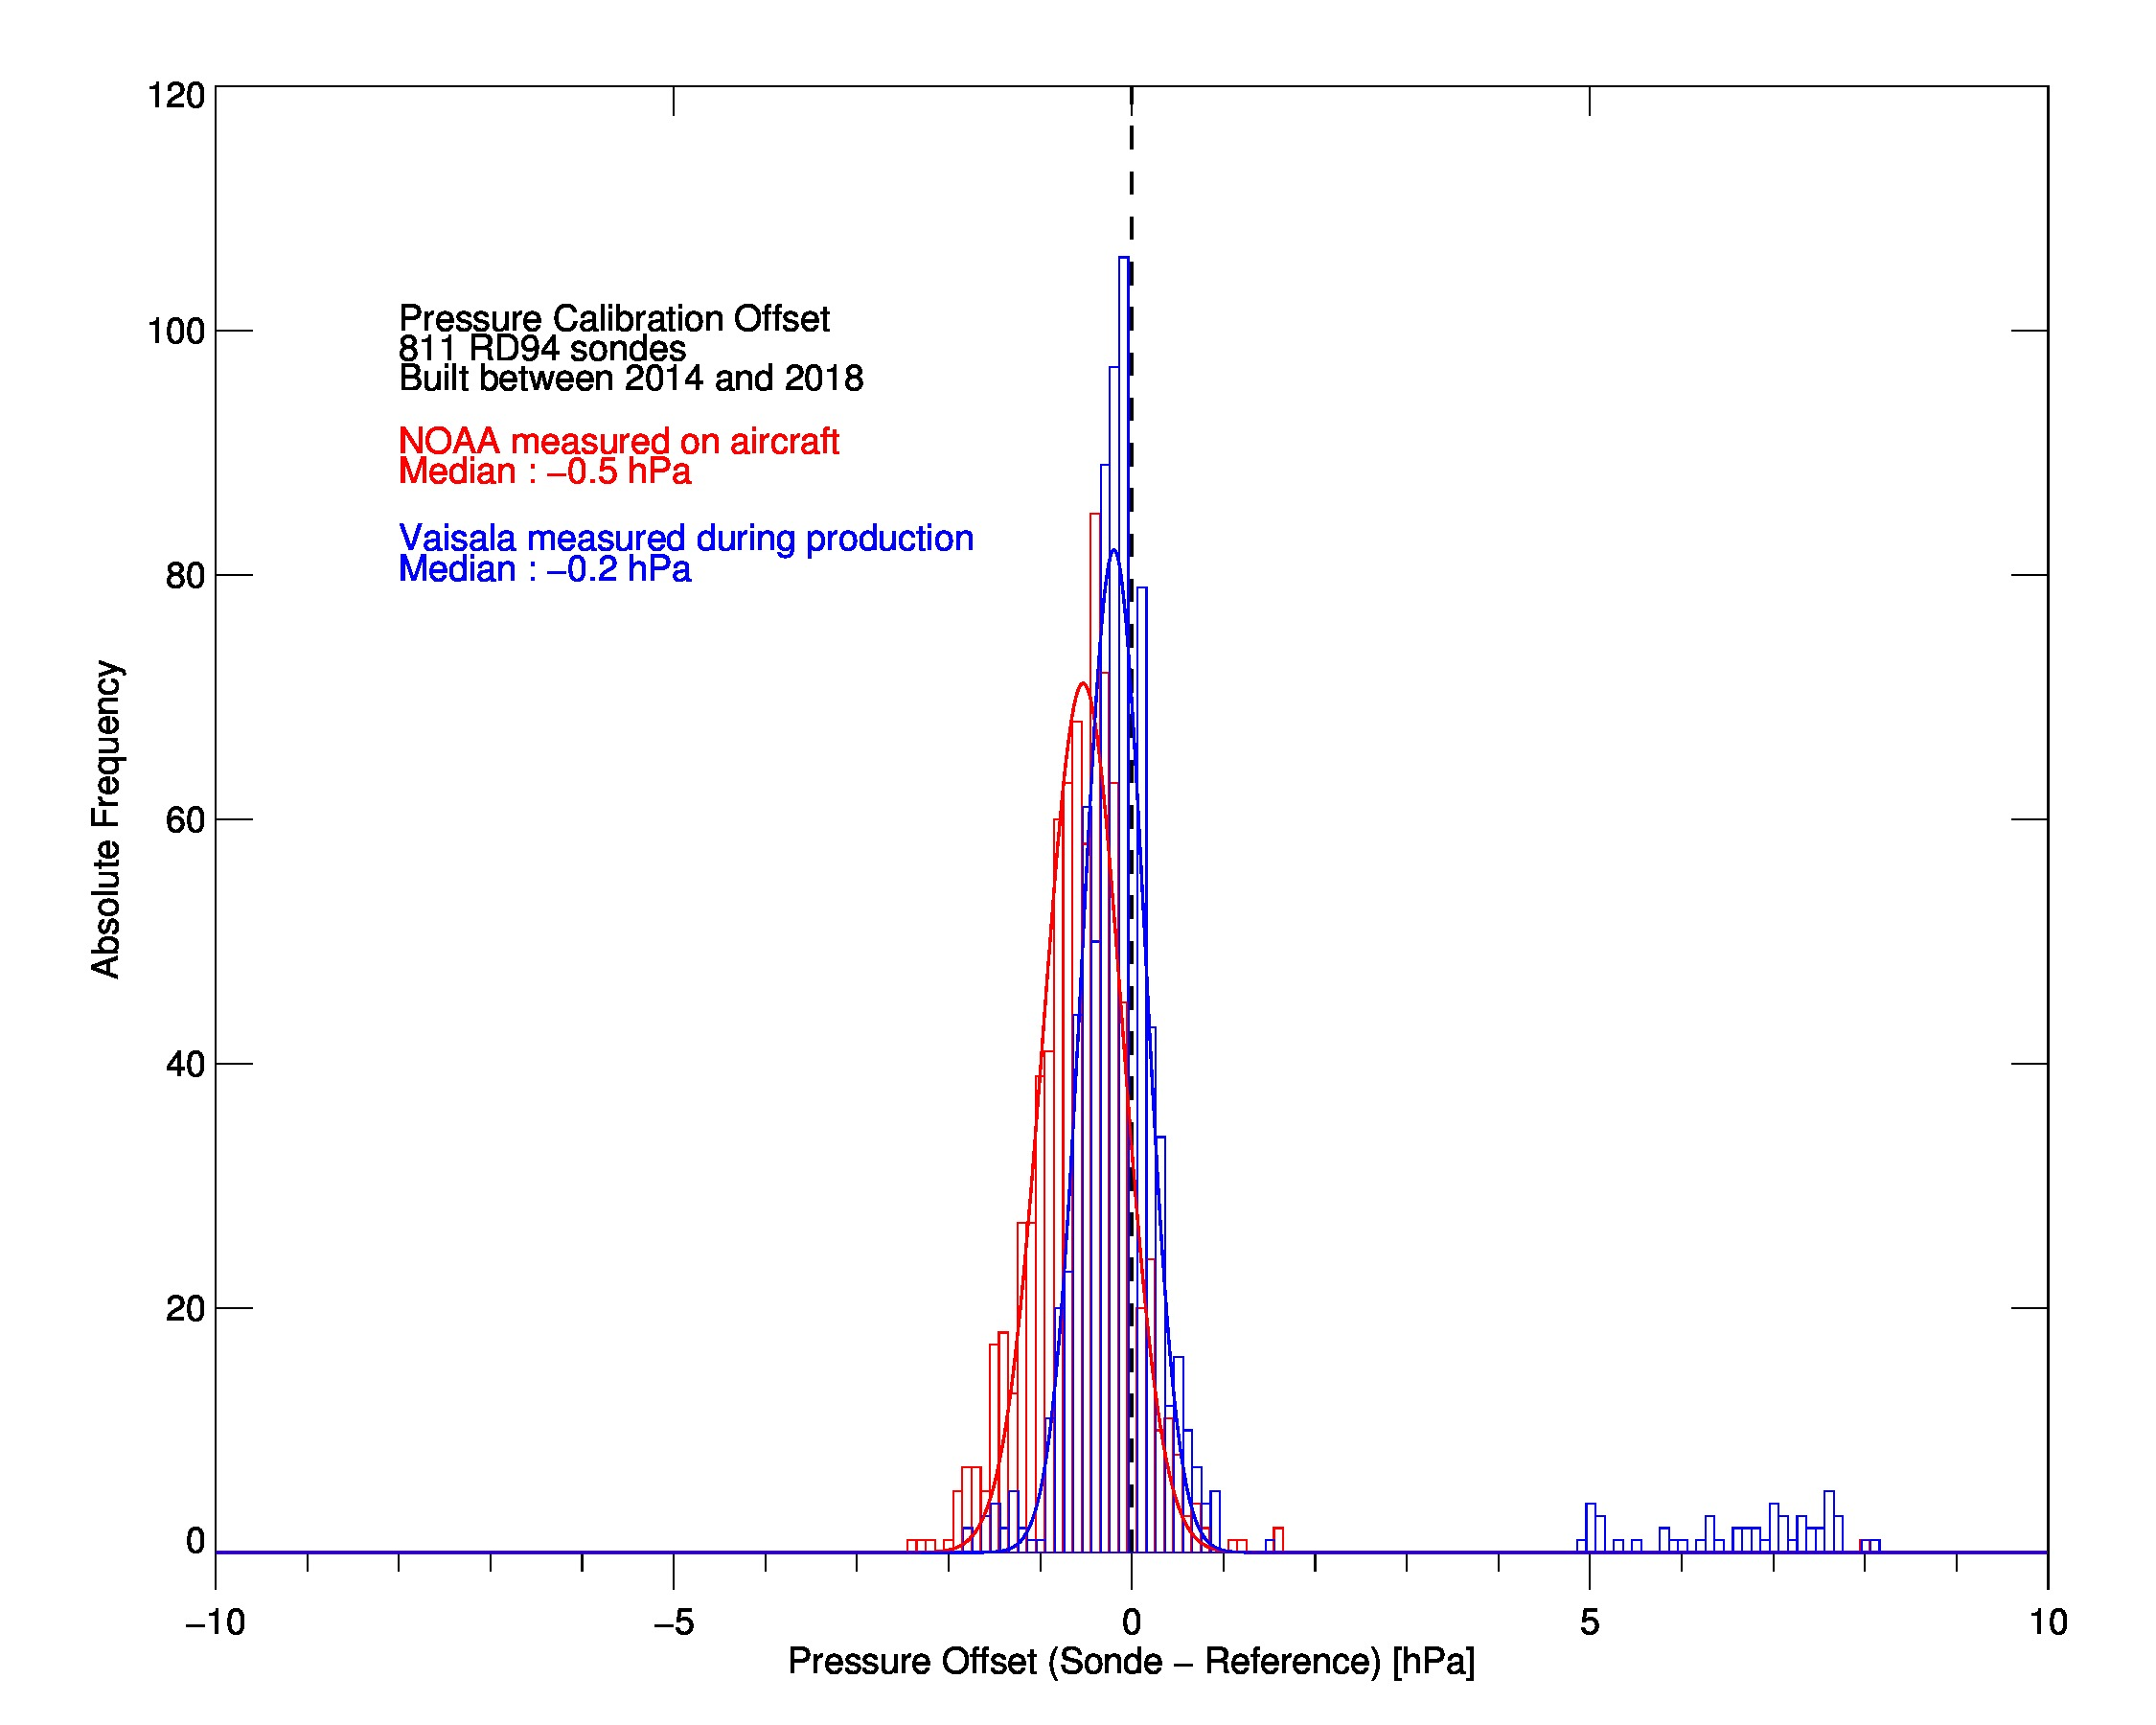 120
100
80
60
40
20
0
Absolute Frequency
Pressure Calibration Offset
811 RD94 sondes
Built between 2014 and 2018
NOAA measured on aircraft
Median : −0.5 hPa
Vaisala measured during production
Median : −0.2 hPa
−10 −5 0 5 10
Pressure Offset (Sonde − Reference) [hPa]